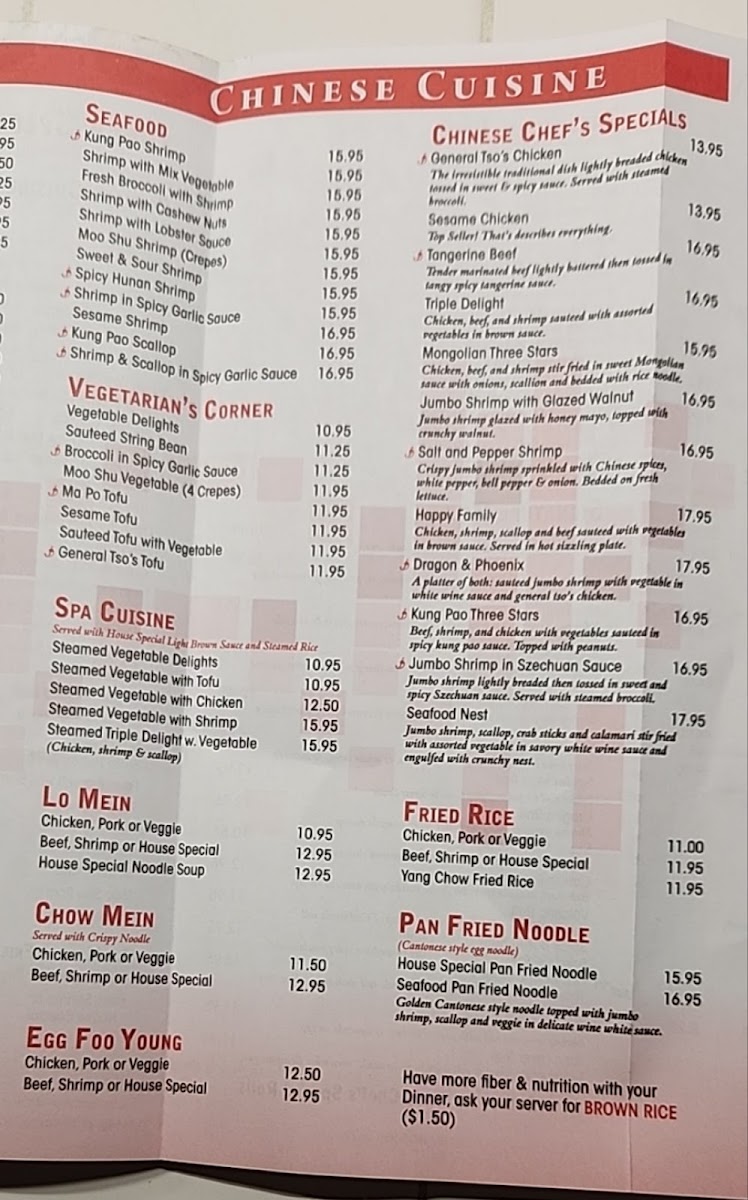 CHINESE CUISINE
SEAFOOD
Kung Pao Shrimp 15.95
Shrimp with Mix Vegetable 15.95
Fresh Broccoli with Shrimp 15.95
Shrimp with Cashew Nuts 15.95
Shrimp with Lobster Sauce 15.95
Moo Shu Shrimp (Crepes) 15.95
Sweet & Sour Shrimp 15.95
Spicy Hunan Shrimp 15.95
Shrimp in Spicy Garlic Sauce 15.95
Sesame Shrimp 16.95
Kung Pao Scallop 16.95
Shrimp & Scallop in Spicy Garlic Sauce 16.95
VEGETARIAN'S CORNER
Vegetable Delights 10.95
Sauteed String Bean 11.25
Broccoli in Spicy Garlic Sauce 11.25
Moo Shu Vegetable (4 Crepes) 11.95
Ma Po Tofu 11.95
Sesame Tofu 11.95
Sauteed Tofu with Vegetable 11.95
General Tso's Tofu 11.95
SPA CUISINE
Served with House Special Light Brown Sauce and Steamed Rice
Steamed Vegetable Delights 10.95
Steamed Vegetable with Tofu 10.95
Steamed Vegetable with Chicken 12.50
Steamed Vegetable with Shrimp 15.95
Steamed Triple Delight w. Vegetable 15.95
(Chicken, shrimp & scallop)
LO MEIN
Chicken, Pork or Veggie 10.95
Beef, Shrimp or House Special 12.95
House Special Noodle Soup 12.95
CHOW MEIN
Served with Crispy Noodle
Chicken, Pork or Veggie 11.50
Beef, Shrimp or House Special 12.95
EGG FOO YOUNG
Chicken, Pork or Veggie 12.50
Beef, Shrimp or House Special 12.95
CHINESE CHEF'S SPECIALS
General Tso's Chicken 13.95
The irresistible traditional dish lightly breaded chicken
tossed in sweet & spicy sauce. Served with steamed
broccoli.
Sesame Chicken 13.95
Top Seller! That's describes everything.
Tangerine Beef 16.95
Tender marinated beef lightly battered then tossed in
tangy spicy tangerine sauce.
Triple Delight 16.95
Chicken, beef, and shrimp sauteed with assorted
vegetables in brown sauce.
Mongolian Three Stars 15.95
Chicken, beef, and shrimp stir fried in sweet Mongolian
sauce with onions, scallion and bedded with rice noodle.
Jumbo Shrimp with Glazed Walnut 16.95
Jumbo shrimp glazed with honey mayo, topped with
crunchy walnut.
Salt and Pepper Shrimp 16.95
Crispy jumbo shrimp sprinkled with Chinese spices,
white pepper, bell pepper & onion. Bedded on fresh
lettuce.
Happy Family 17.95
Chicken, shrimp, scallop and beef sauteed with vegetables
in brown sauce. Served in hot sizzling plate.
Dragon & Phoenix 17.95
A platter of both: sauteed jumbo shrimp with vegetable in
white wine sauce and general tso's chicken.
Kung Pao Three Stars 16.95
Beef, shrimp, and chicken with vegetables sauteed in
spicy kung pao sauce. Topped with peanuts.
Jumbo Shrimp in Szechuan Sauce 16.95
Jumbo shrimp lightly breaded then tossed in sweet and
spicy Szechuan sauce. Served with steamed broccoli.
Seafood Nest 17.95
Jumbo shrimp, scallop, crab sticks and calamari stir fried
with assorted vegetable in savory white wine sauce and
engulfed with crunchy nest.
FRIED RICE
Chicken, Pork or Veggie 11.00
Beef, Shrimp or House Special 11.95
Yang Chow Fried Rice 11.95
PAN FRIED NOODLE
(Cantonese style egg noodle)
House Special Pan Fried Noodle 15.95
Seafood Pan Fried Noodle 16.95
Golden Cantonese style noodle topped with jumbo
shrimp, scallop and veggie in delicate wine white sauce.
Have more fiber & nutrition with your
Dinner, ask your server for BROWN RICE
($1.50)